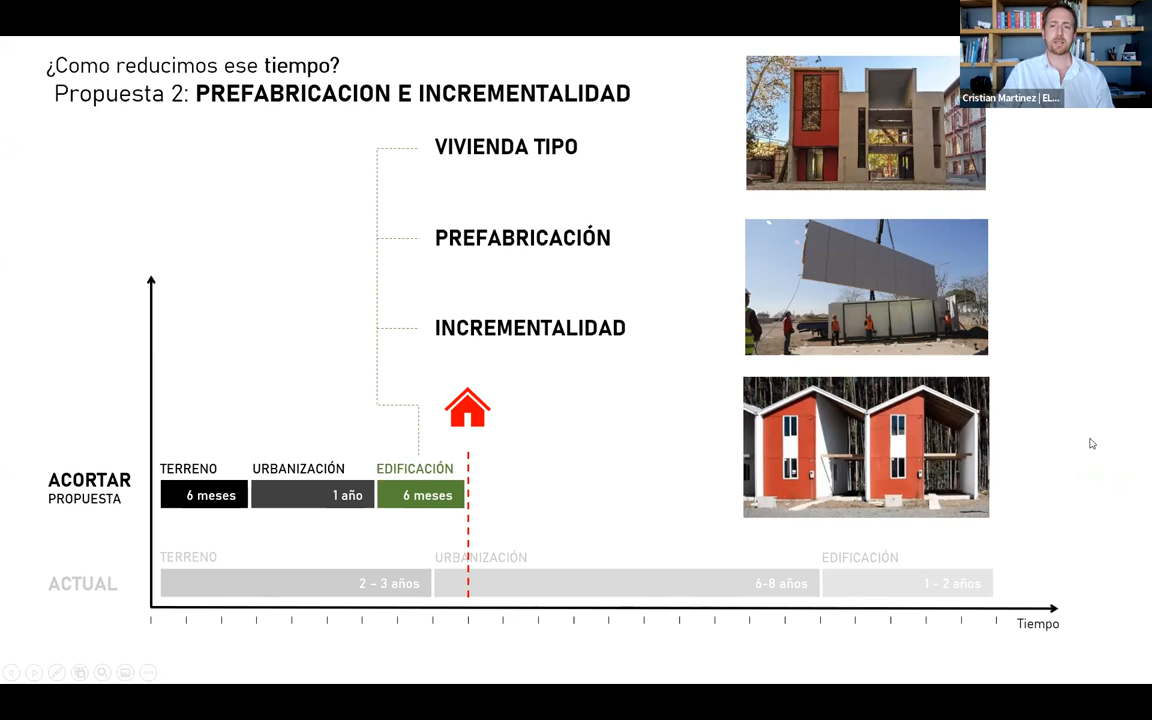 ¿Como reducimos ese tiempo?
Propuesta 2: PREFABRICACION E INCREMENTALIDAD
Cristian Martinez | EL...
VIVIENDA TIPO
PREFABRICACIÓN
INCREMENTALIDAD
ACORTAR
PROPUESTA
TERRENO
URBANIZACIÓN
EDIFICACIÓN
6 meses
1 año
6 meses
ACTUAL
TERRENO
URBANIZACIÓN
EDIFICACIÓN
2 – 3 años
6-8 años
1 - 2 años
Tiempo